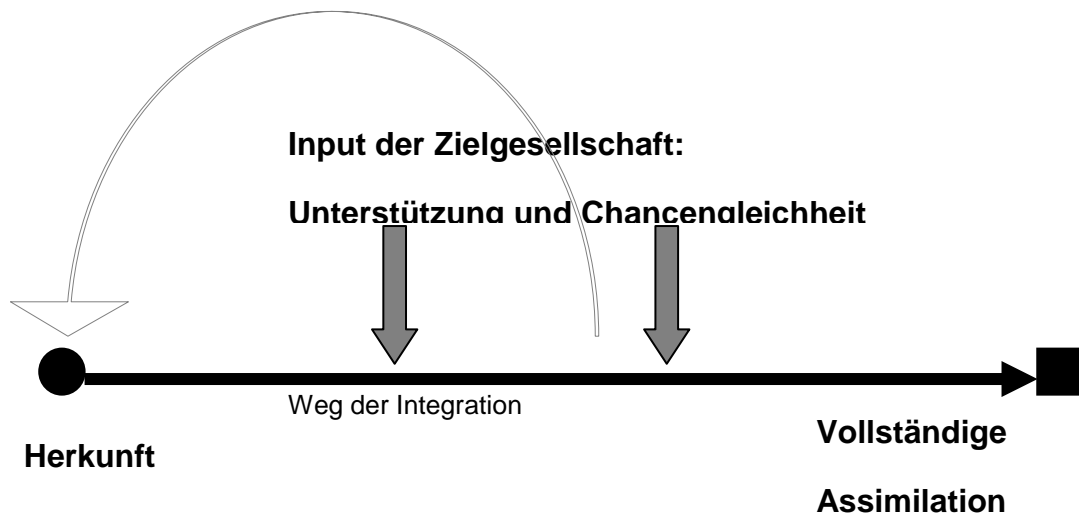 Input der Zielgesellschaft:
Unterstützung und Chancengleichheit
Weg der Integration
Herkunft
Vollständige
Assimilation